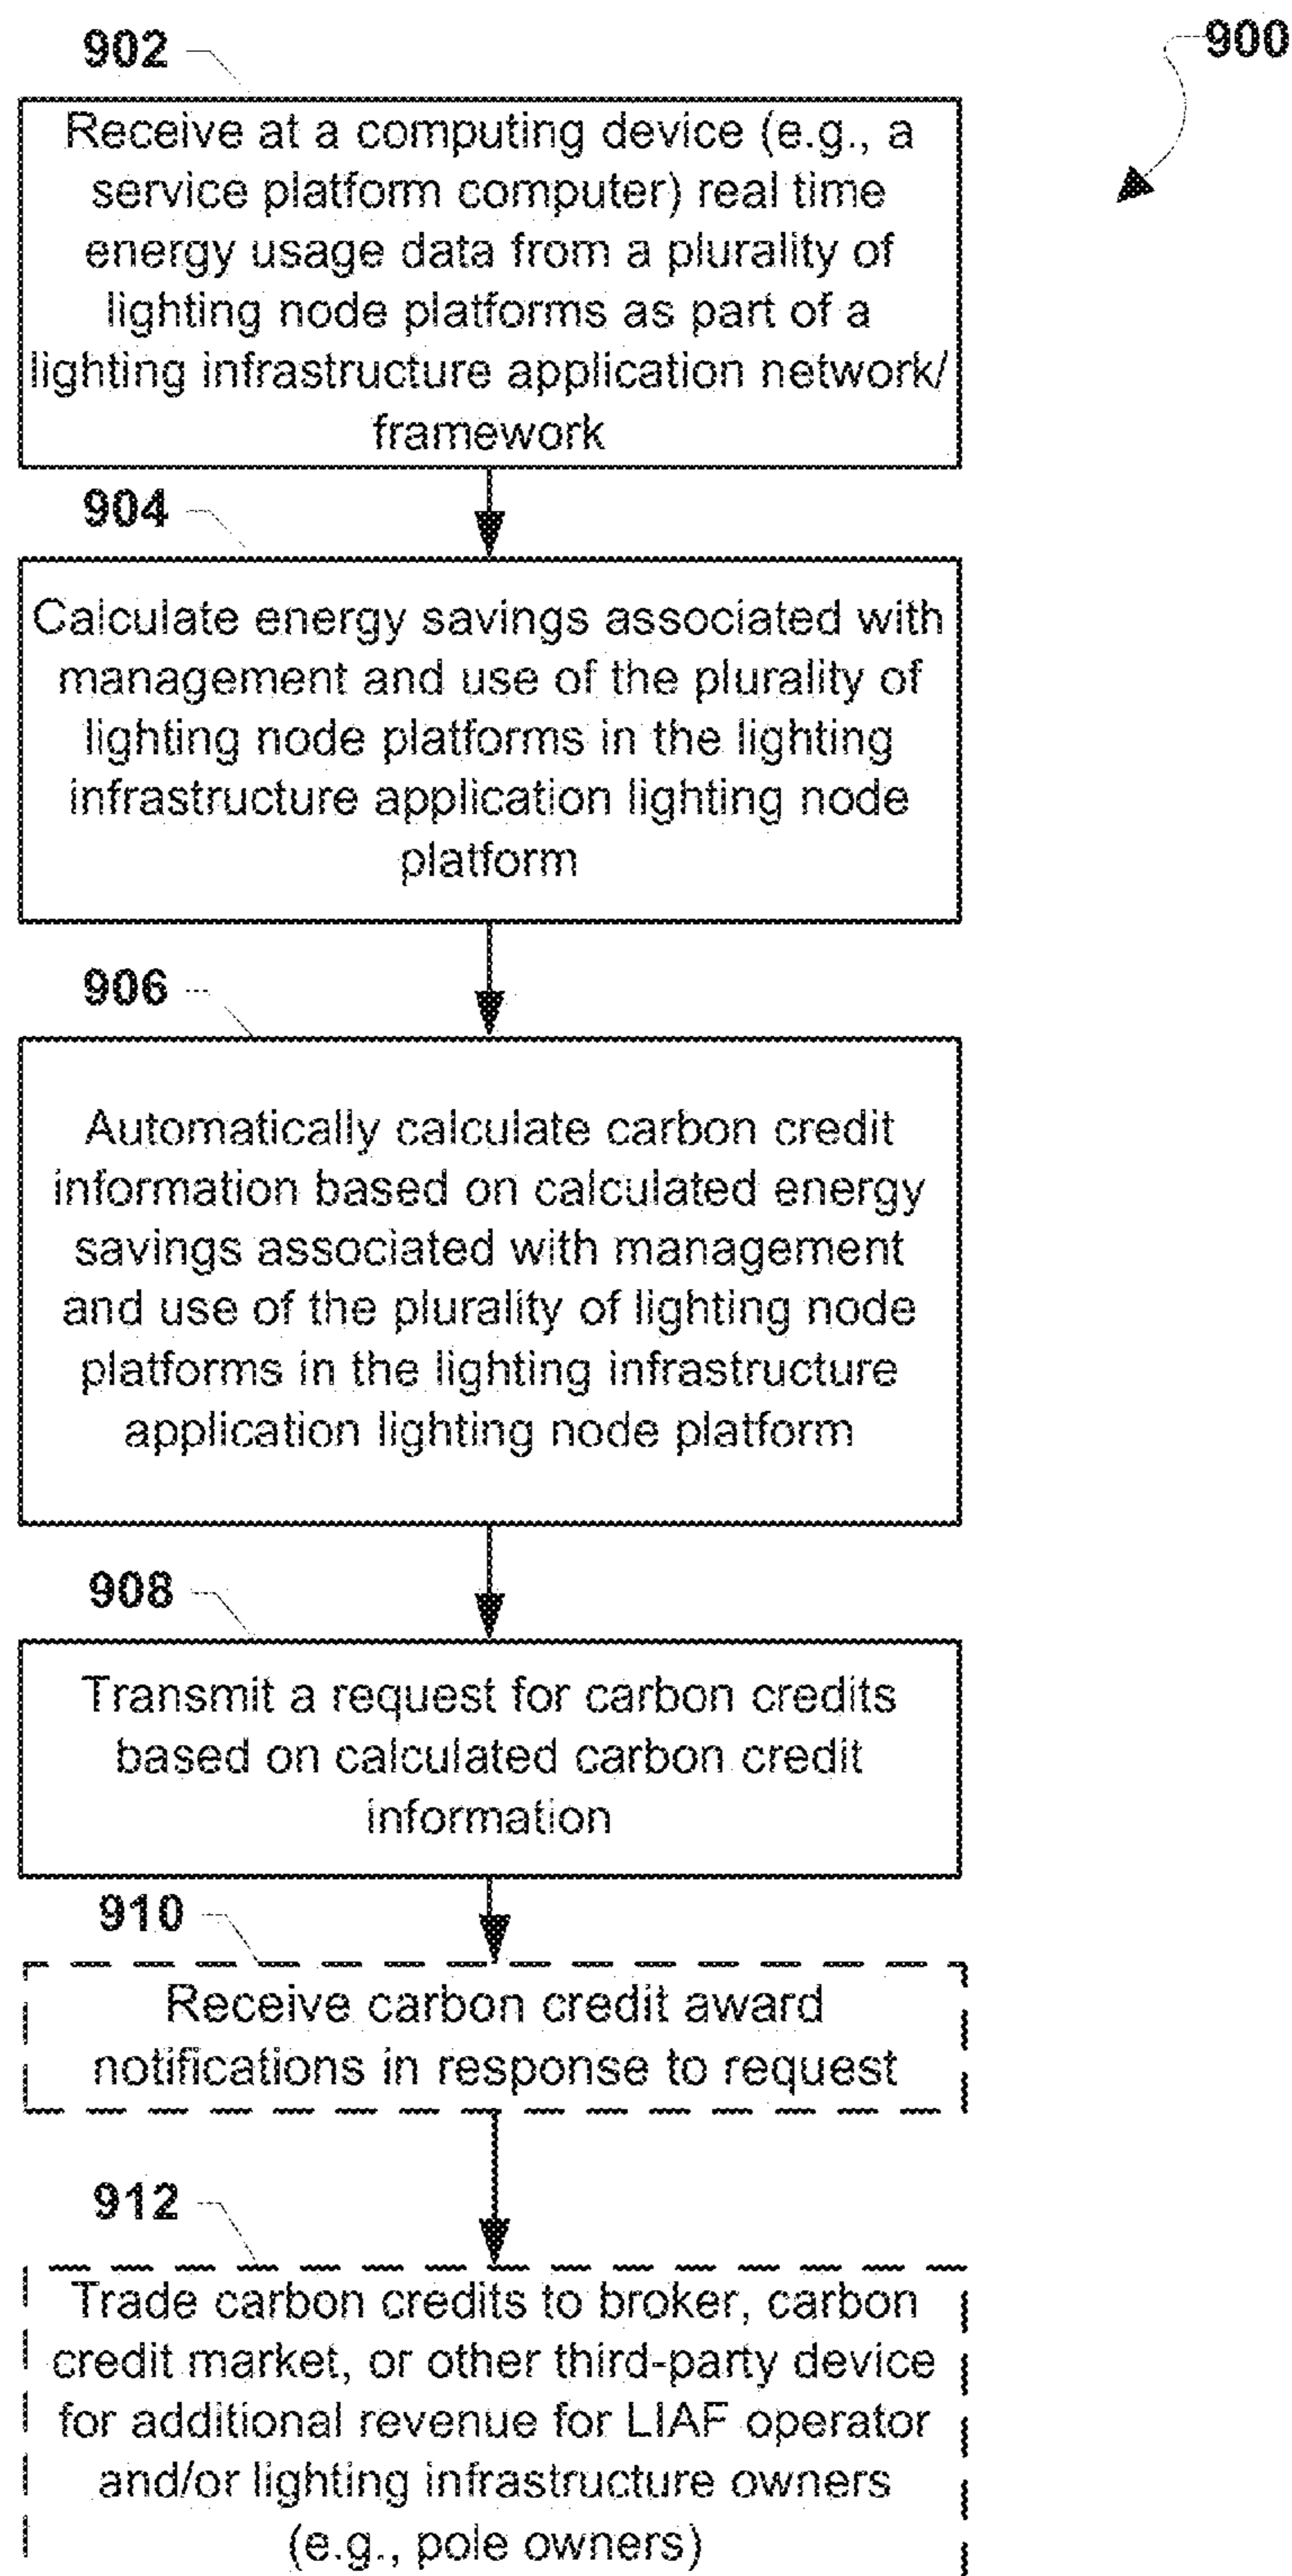 902
900
Receive at a computing device (e.g., a
service platform computer) real time
energy usage data from a plurality of
lighting node platforms as part of a
lighting infrastructure application network/
framework
904
Calculate energy savings associated with
management and use of the plurality of
lighting node platforms in the lighting
infrastructure application lighting node
platform
906
Automatically calculate carbon credit
information based on calculated energy
savings associated with management
and use of the plurality of lighting node
platforms in the lighting infrastructure
application lighting node platform
908
Transmit a request for carbon credits
based on calculated carbon credit
information
910
Receive carbon credit award
notifications in response to request
912
Trade carbon credits to broker, carbon
credit market, or other third-party device
for additional revenue for LIAF operator
and/or lighting infrastructure owners
(e.g., pole owners)